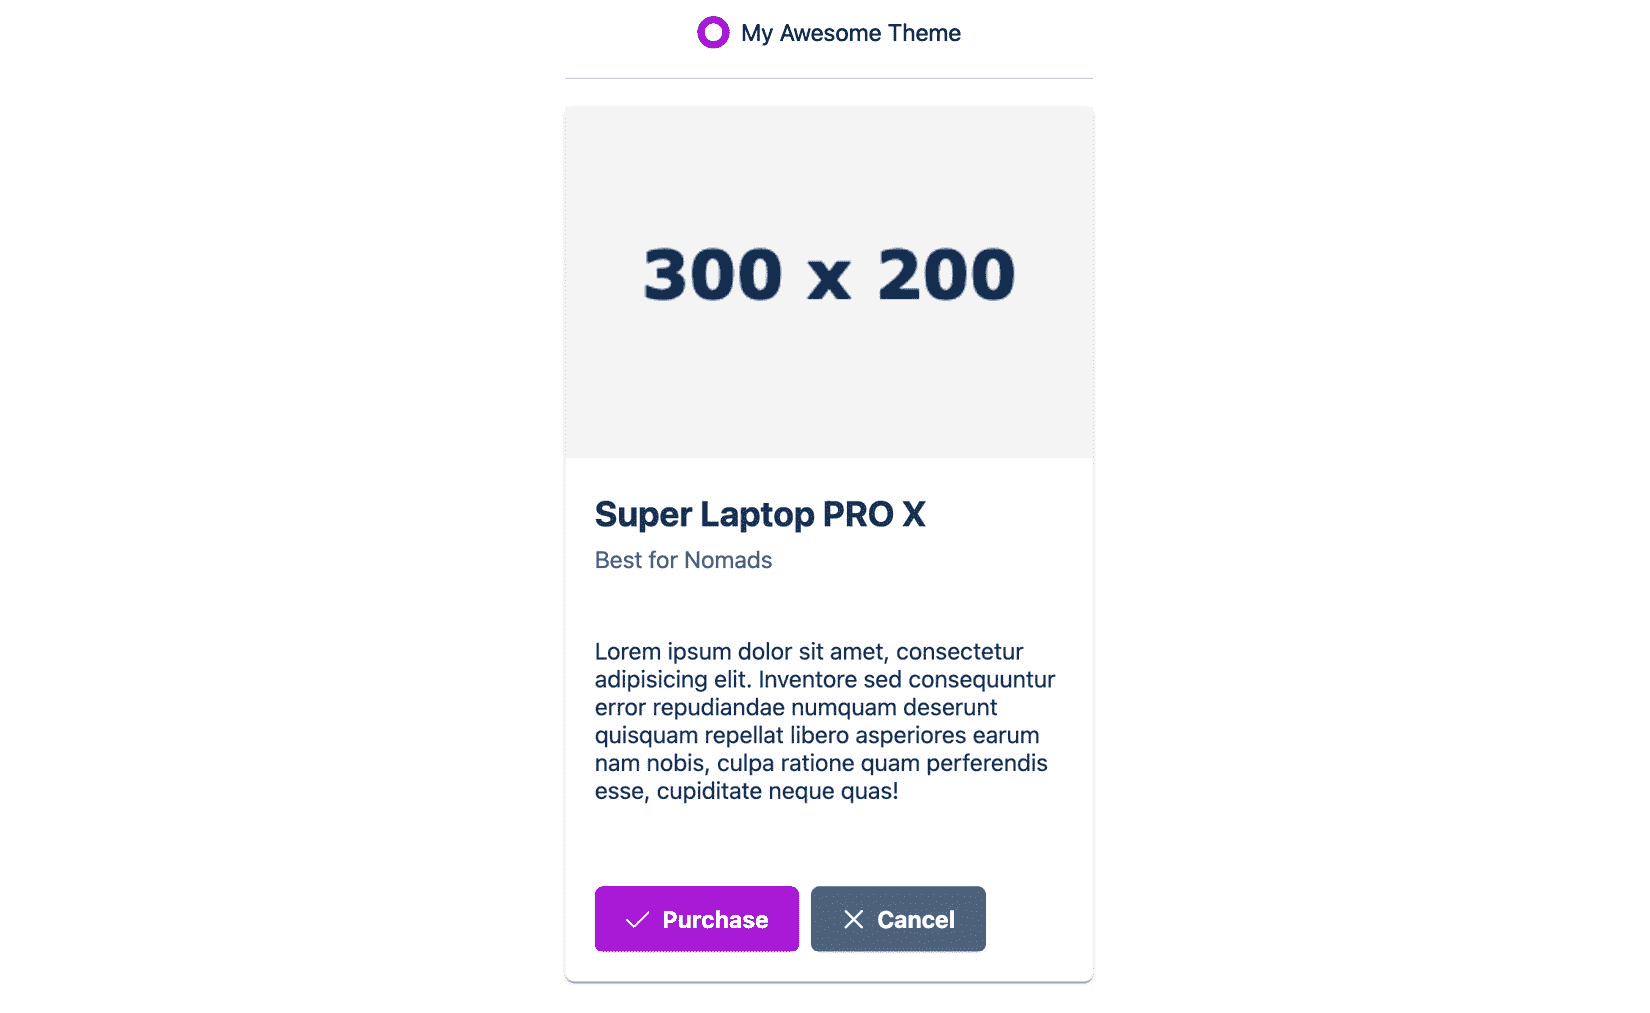 My Awesome Theme
300 x 200
Super Laptop PRO X
Best for Nomads
Lorem ipsum dolor sit amet, consectetur
adipisicing elit. Inventore sed consequuntur
error repudiandae numquam deserunt
quisquam repellat libero asperiores earum
nam nobis, culpa ratione quam perferendis
esse, cupiditate neque quas!
Purchase
Cancel